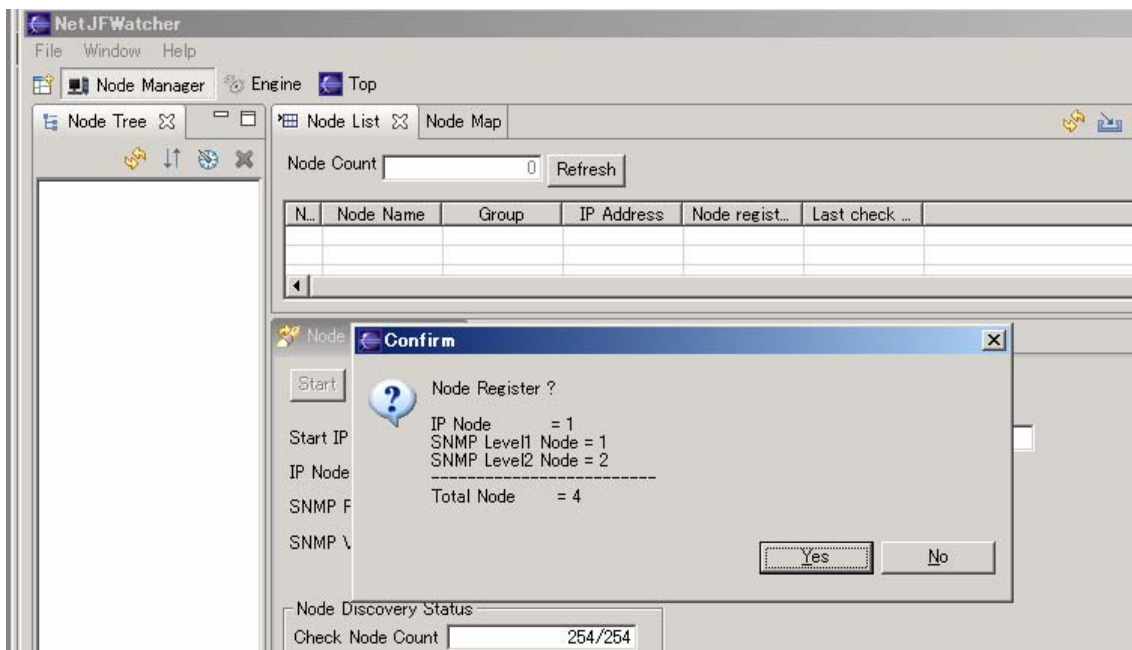 NetJFWatcher
File Window Help
Node Manager Engine Top
Node Tree Node List Node Map
Node Count 0 Refresh
N... Node Name Group IP Address Node regist... Last check ...
Node
Confirm
Start
Node Register ?
IP Node = 1
SNMP Level1 Node = 1
SNMP Level2 Node = 2
--------------------------
Total Node = 4
Start IP
IP Node
SNMP
SNMP
Yes No
Node Discovery Status
Check Node Count 254/254